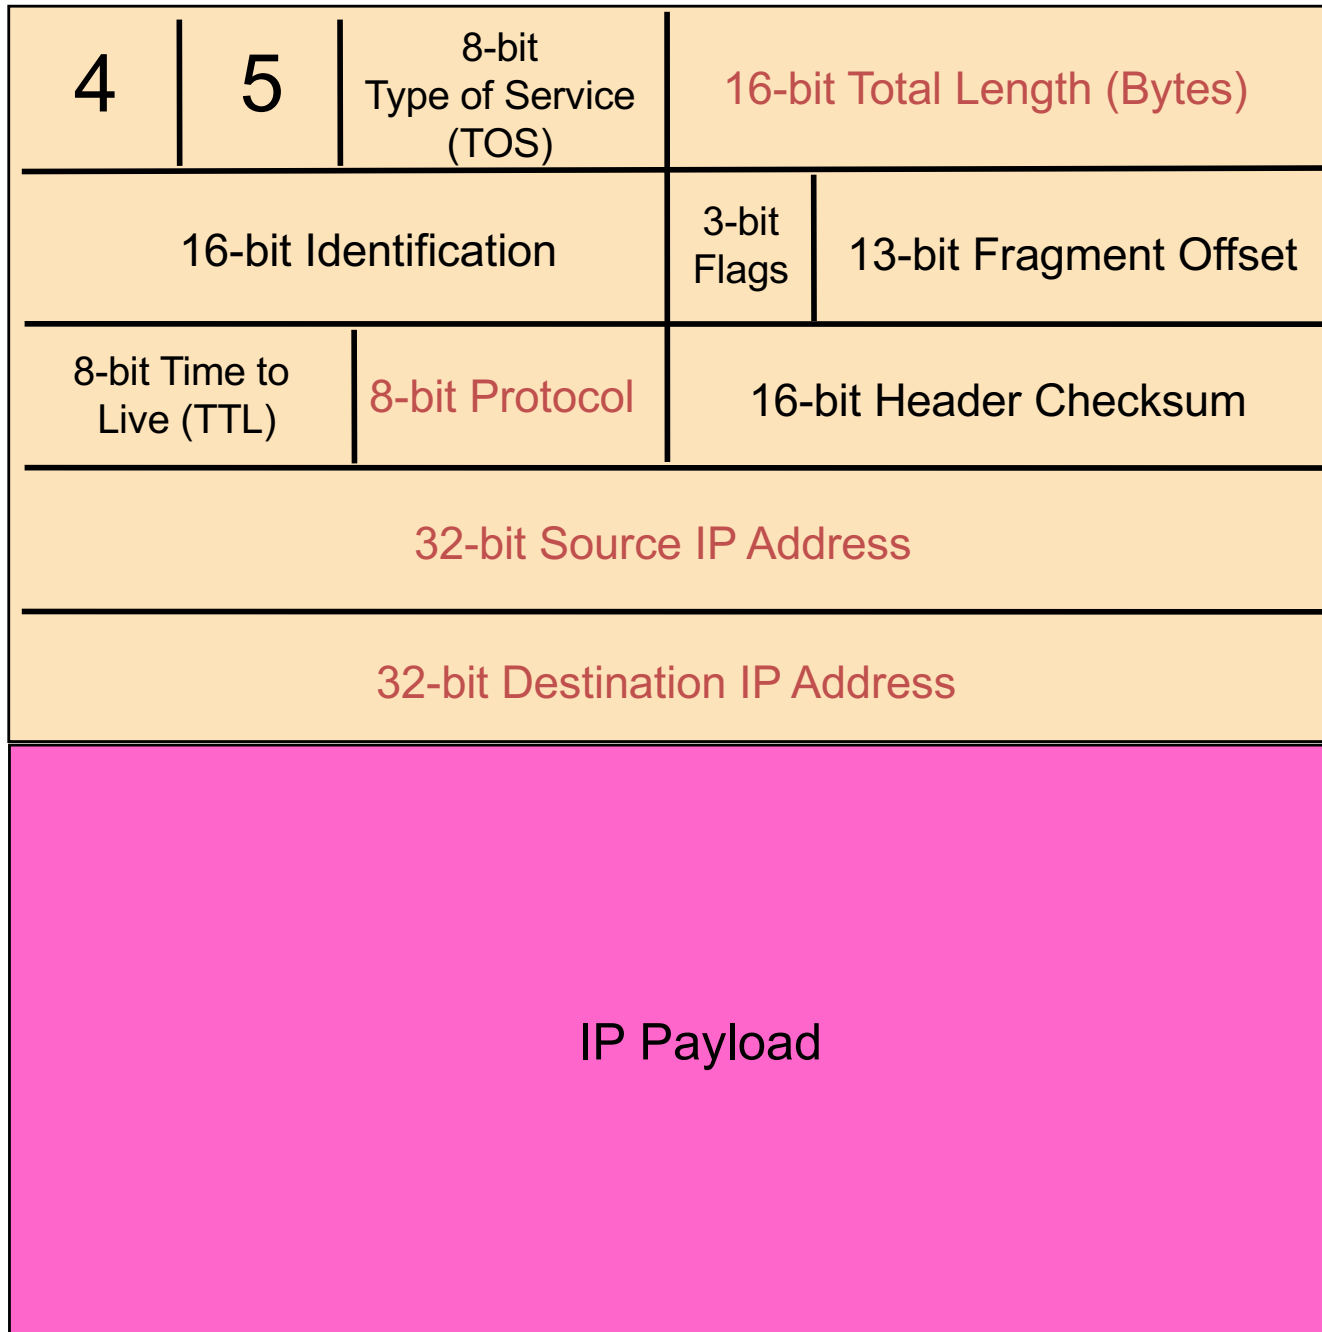 4
5
8-bit
Type of Service
(TOS)
16-bit Total Length (Bytes)
16-bit Identification
3-bit
Flags
13-bit Fragment Offset
8-bit Time to
Live (TTL)
8-bit Protocol
16-bit Header Checksum
32-bit Source IP Address
32-bit Destination IP Address
IP Payload